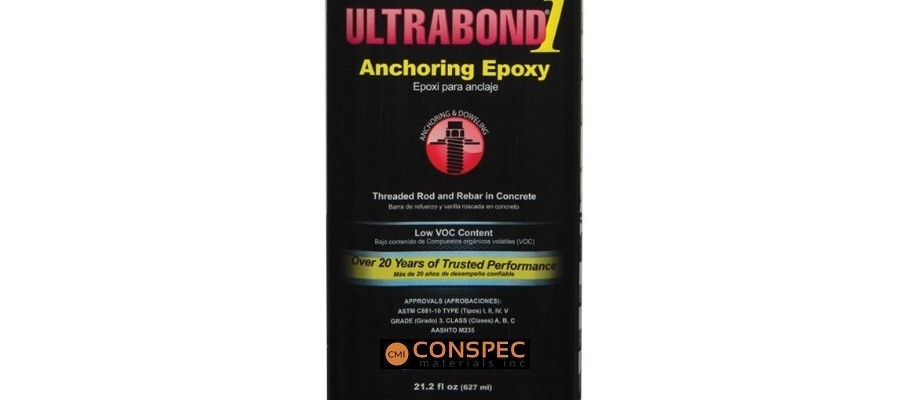 ULTRABOND® 1
Anchoring Epoxy
Epoxi para anclaje
ANCHORING & DOWELING
Threaded Rod and Rebar in Concrete
Barra de refuerzo y varilla roscada en concreto
Low VOC Content
Bajo contenido de Compuestos orgánicos volátiles (VOC)
Over 20 Years of Trusted Performance
Más de 20 años de desempeño confiable
APPROVALS (APROBACIONES):
ASTM C881-10 TYPE (Tipos) I, II, IV, V
GRADE (Grado) 3, CLASS (Clases) A, B, C
AASHTO M235
CMI CONSPEC
materials inc
21.2 fl oz (627 ml)